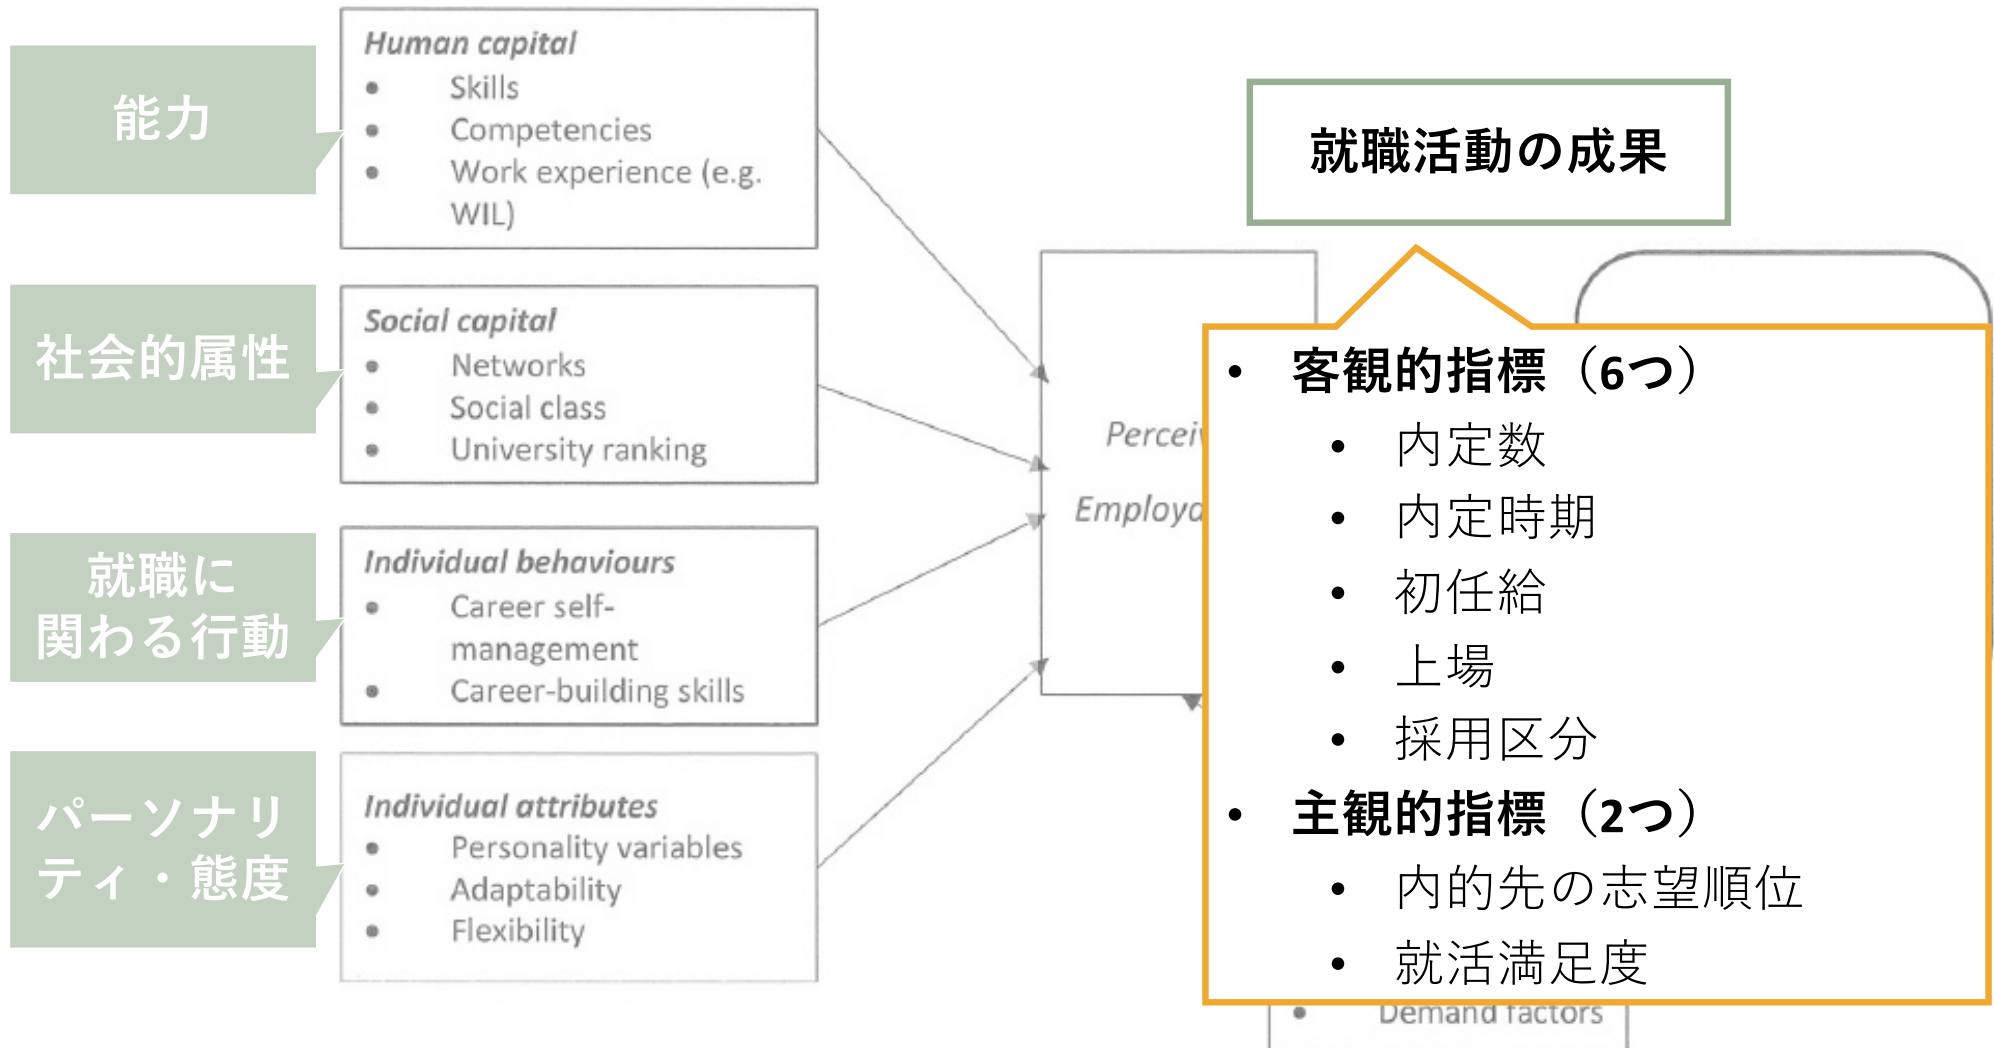 能力
Human capital
• Skills
• Competencies
• Work experience (e.g.
WIL)
社会的属性
Social capital
• Networks
• Social class
• University ranking
就職に
関わる行動
Individual behaviours
• Career self-
management
• Career-building skills
パーソナリ
ティ・態度
Individual attributes
• Personality variables
• Adaptability
• Flexibility
就職活動の成果
• 客観的指標（6つ）
• 内定数
• 内定時期
• 初任給
• 上場
• 採用区分
• 主観的指標（2つ）
• 内的先の志望順位
• 就活満足度
• Demand factors